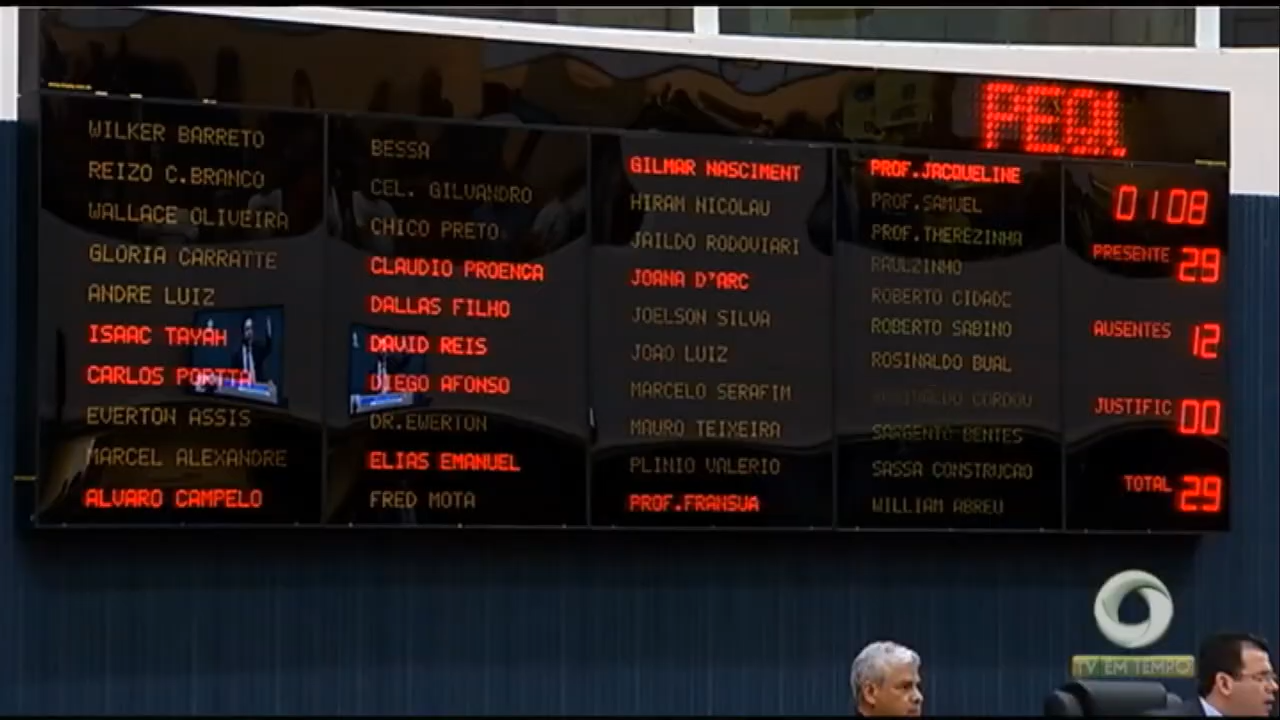 PEQL
WILKER BARRETO
REIZO C.BRANCO
WALLACE OLIVEIRA
GLORIA CARRATTE
ANDRE LUIZ
ISAAC TAYAH
CARLOS PORTTA
EVERTON ASSIS
MARCEL ALEXANDRE
ALVARO CAMPELO
BESSA
CEL. GILVANDRO
CHICO PRETO
CLAUDIO PROENCA
DALLAS FILHO
DAVID REIS
DIEGO AFONSO
DR.EWERTON
ELIAS EMANUEL
FRED MOTA
GILMAR NASCIMENT
HIRAM NICOLAU
JAILDO RODOVIARI
JOANA D'ARC
JOELSON SILVA
JOAO LUIZ
MARCELO SERAFIM
MAURO TEIXEIRA
PLINIO VALERIO
PROF.FRANSUA
PROF.JACQUELINE
PROF.SAMUEL
PROF.THEREZINHA
RAULZINHO
ROBERTO CIDADE
ROBERTO SABINO
ROSINALDO BUAL
SARGENTO BENTES
SASSA CONSTRUCAO
WILLIAM ABREU
0108
PRESENTE 29
AUSENTES 12
JUSTIFIC 00
TOTAL 29
TV EM TEMPO